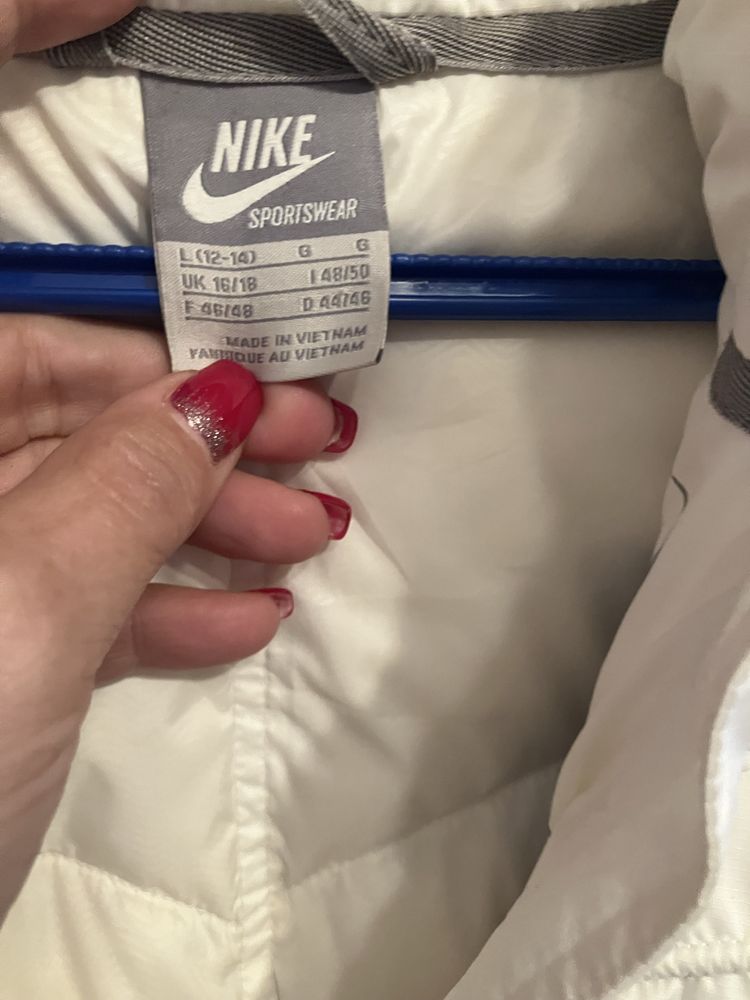 NIKE
SPORTSWEAR
L (12-14) G G
UK 16/18 I 48/50
F 46/48 D 44/46
MADE IN VIETNAM
FABRIQUE AU VIETNAM